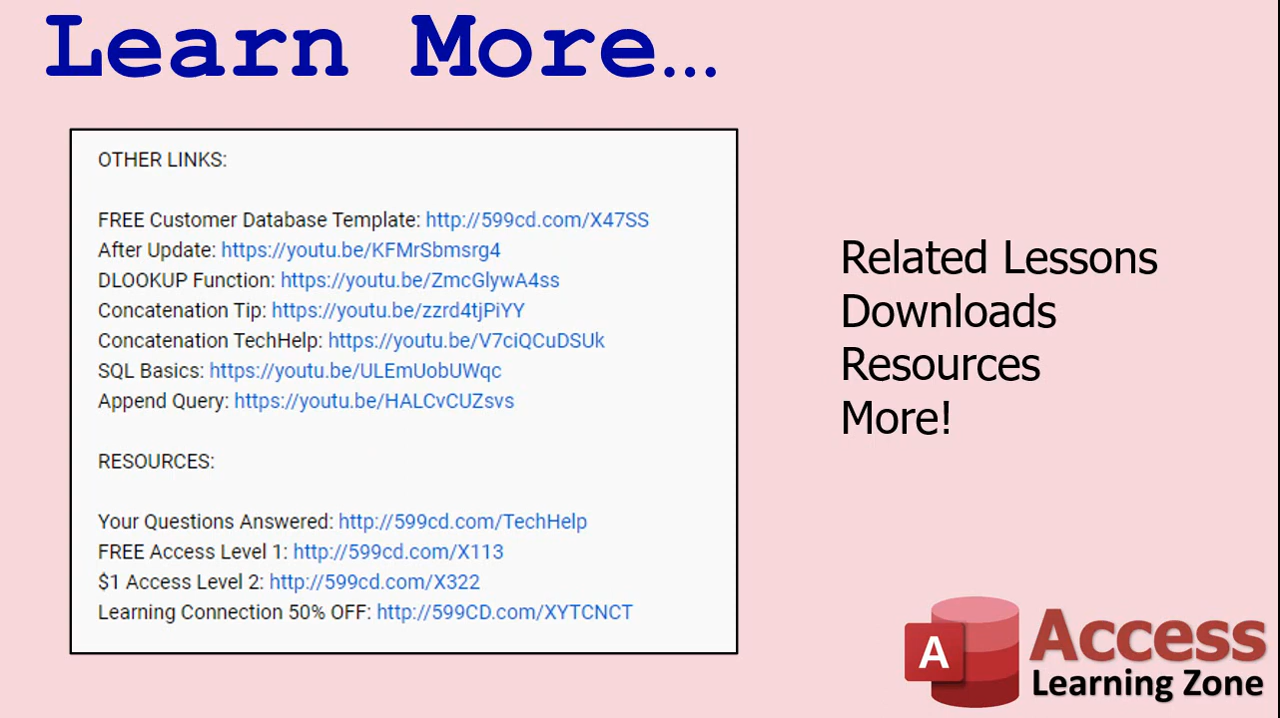 Learn More...
OTHER LINKS:
FREE Customer Database Template: http://599cd.com/X47SS
After Update: https://youtu.be/KFMrSbmsrg4
DLOOKUP Function: https://youtu.be/ZmcGlywA4ss
Concatenation Tip: https://youtu.be/zzrd4tjPiYY
Concatenation TechHelp: https://youtu.be/V7ciQCuDSUk
SQL Basics: https://youtu.be/ULEmUobUWqc
Append Query: https://youtu.be/HALCvCUZsvs
RESOURCES:
Your Questions Answered: http://599cd.com/TechHelp
FREE Access Level 1: http://599cd.com/X113
$1 Access Level 2: http://599cd.com/X322
Learning Connection 50% OFF: http://599CD.com/XYTCNCT
Related Lessons
Downloads
Resources
More!
A
Access
Learning Zone